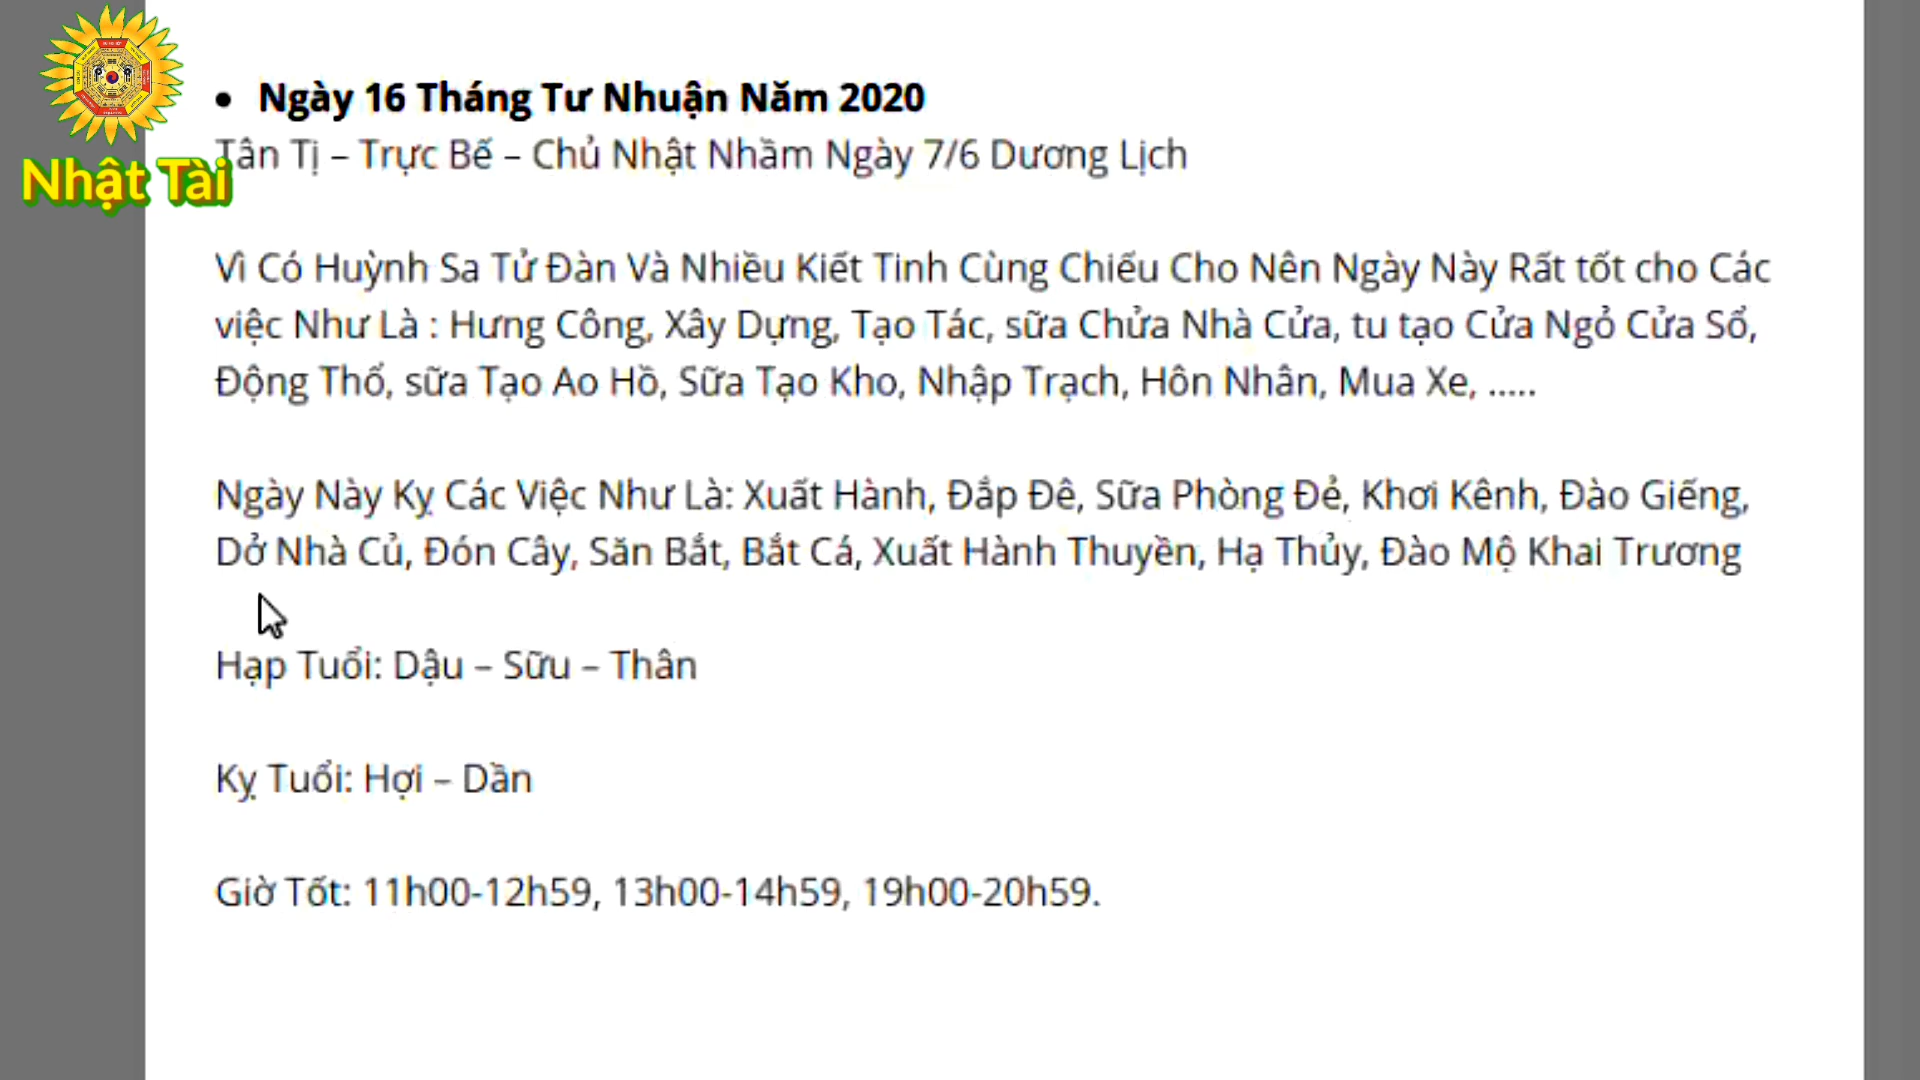 • Ngày 16 Tháng Tư Nhuận Năm 2020
Tân Tị – Trực Bế – Chủ Nhật Nhầm Ngày 7/6 Dương Lịch
Nhật Tài
Vì Có Huỳnh Sa Tử Đàn Và Nhiều Kiết Tinh Cùng Chiếu Cho Nên Ngày Này Rất tốt cho Các
việc Như Là : Hưng Công, Xây Dựng, Tạo Tác, sữa Chửa Nhà Cửa, tu tạo Cửa Ngỏ Cửa Sổ,
Động Thổ, sữa Tạo Ao Hồ, Sữa Tạo Kho, Nhập Trạch, Hôn Nhân, Mua Xe, .....
Ngày Này Kỵ Các Việc Như Là: Xuất Hành, Đắp Đê, Sữa Phòng Đẻ, Khơi Kênh, Đào Giếng,
Dở Nhà Củ, Đón Cây, Săn Bắt, Bắt Cá, Xuất Hành Thuyền, Hạ Thủy, Đào Mộ Khai Trương
Hạp Tuổi: Dậu – Sữu – Thân
Kỵ Tuổi: Hợi – Dần
Giờ Tốt: 11h00-12h59, 13h00-14h59, 19h00-20h59.